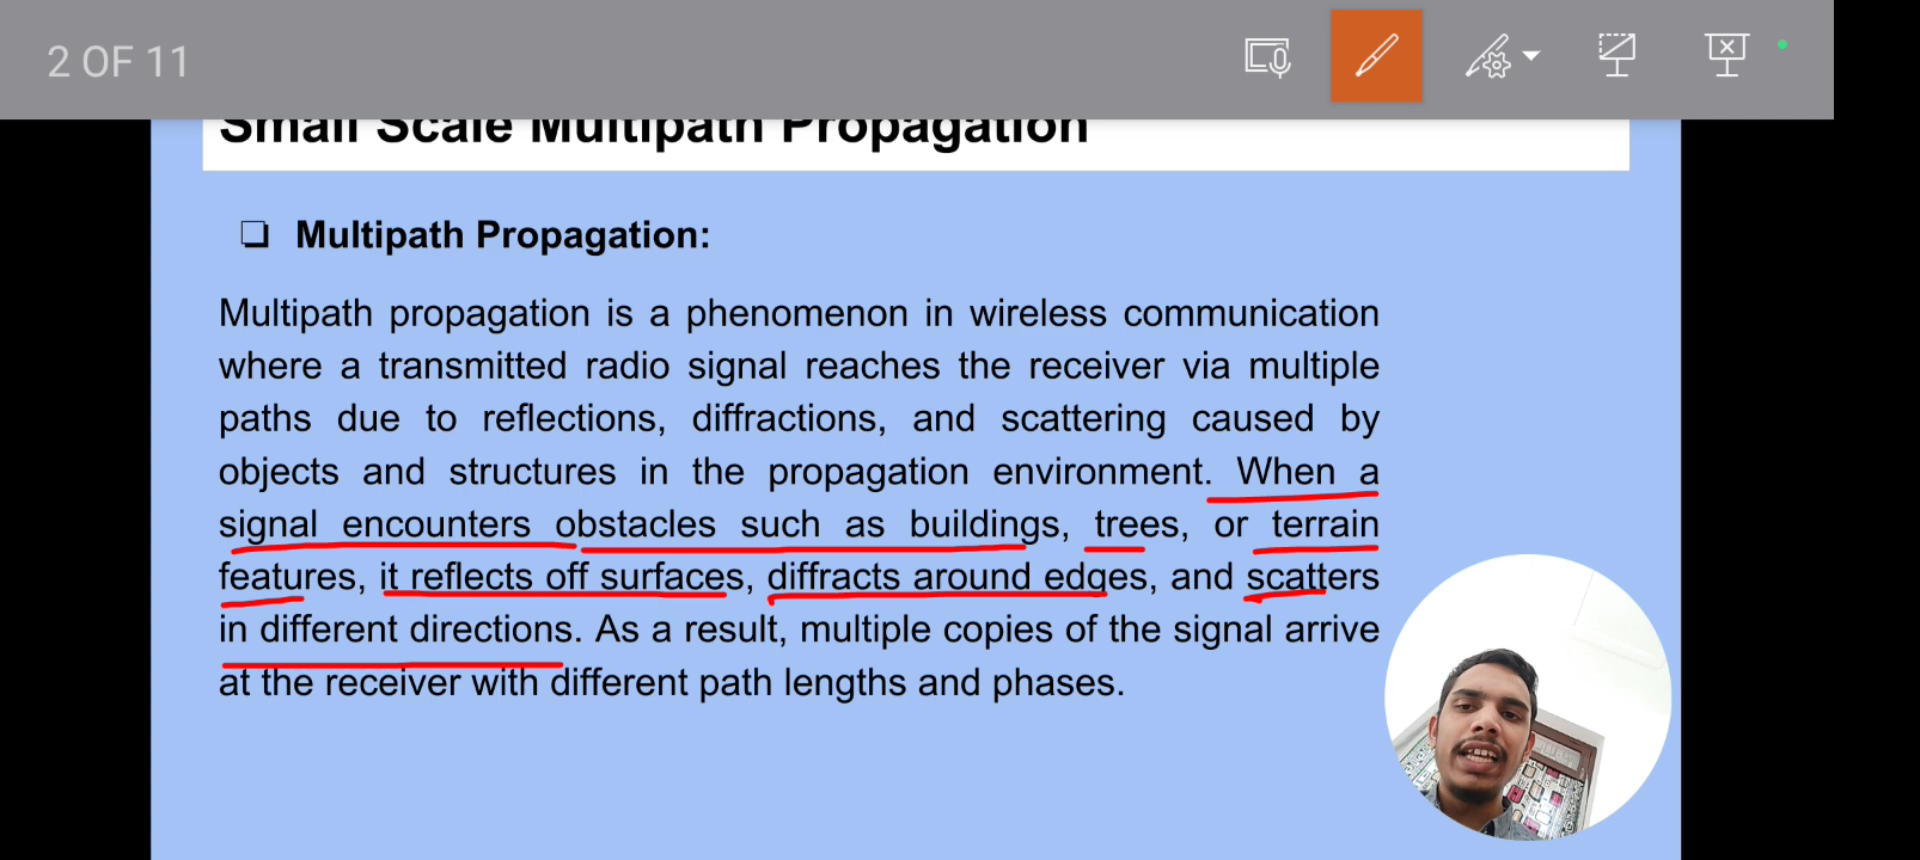 2 OF 11
Small Scale Multipath Propagation
❏ Multipath Propagation:
Multipath propagation is a phenomenon in wireless communication
where a transmitted radio signal reaches the receiver via multiple
paths due to reflections, diffractions, and scattering caused by
objects and structures in the propagation environment. When a
signal encounters obstacles such as buildings, trees, or terrain
features, it reflects off surfaces, diffracts around edges, and scatters
in different directions. As a result, multiple copies of the signal arrive
at the receiver with different path lengths and phases.